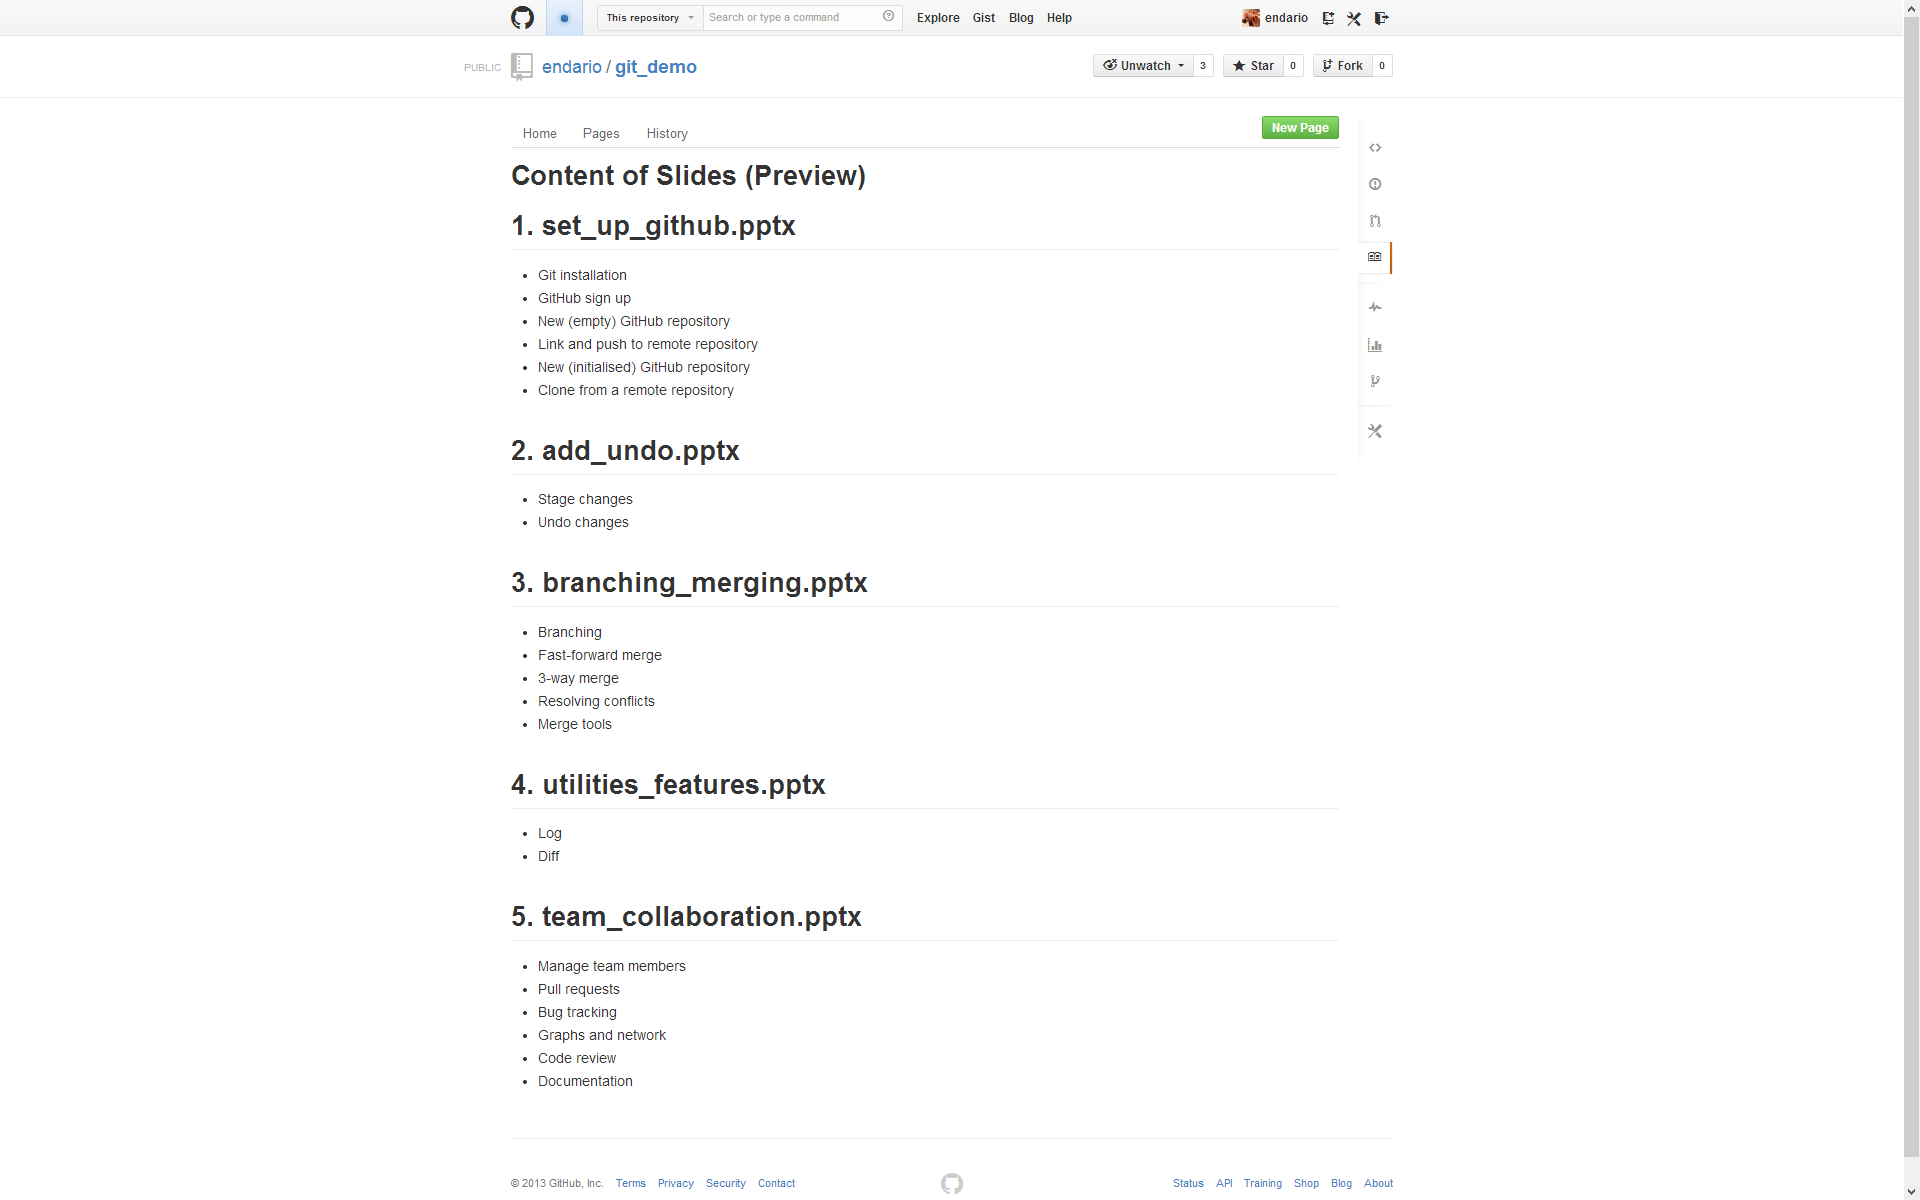 This repository Search or type a command Explore Gist Blog Help endario
PUBLIC endario / git_demo Unwatch 3 Star 0 Fork 0
Home Pages History New Page
Content of Slides (Preview)
1. set_up_github.pptx
• Git installation
• GitHub sign up
• New (empty) GitHub repository
• Link and push to remote repository
• New (initialised) GitHub repository
• Clone from a remote repository
2. add_undo.pptx
• Stage changes
• Undo changes
3. branching_merging.pptx
• Branching
• Fast-forward merge
• 3-way merge
• Resolving conflicts
• Merge tools
4. utilities_features.pptx
• Log
• Diff
5. team_collaboration.pptx
• Manage team members
• Pull requests
• Bug tracking
• Graphs and network
• Code review
• Documentation
© 2013 GitHub, Inc. Terms Privacy Security Contact Status API Training Shop Blog About